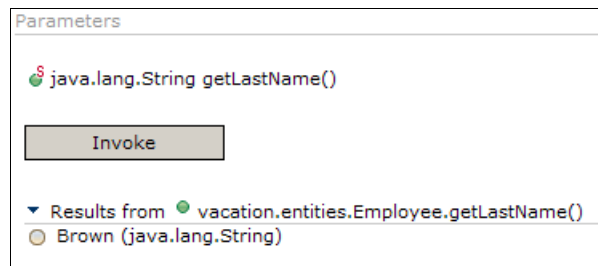 Parameters
S java.lang.String getLastName()
Invoke
Results from vacation.entities.Employee.getLastName()
Brown (java.lang.String)